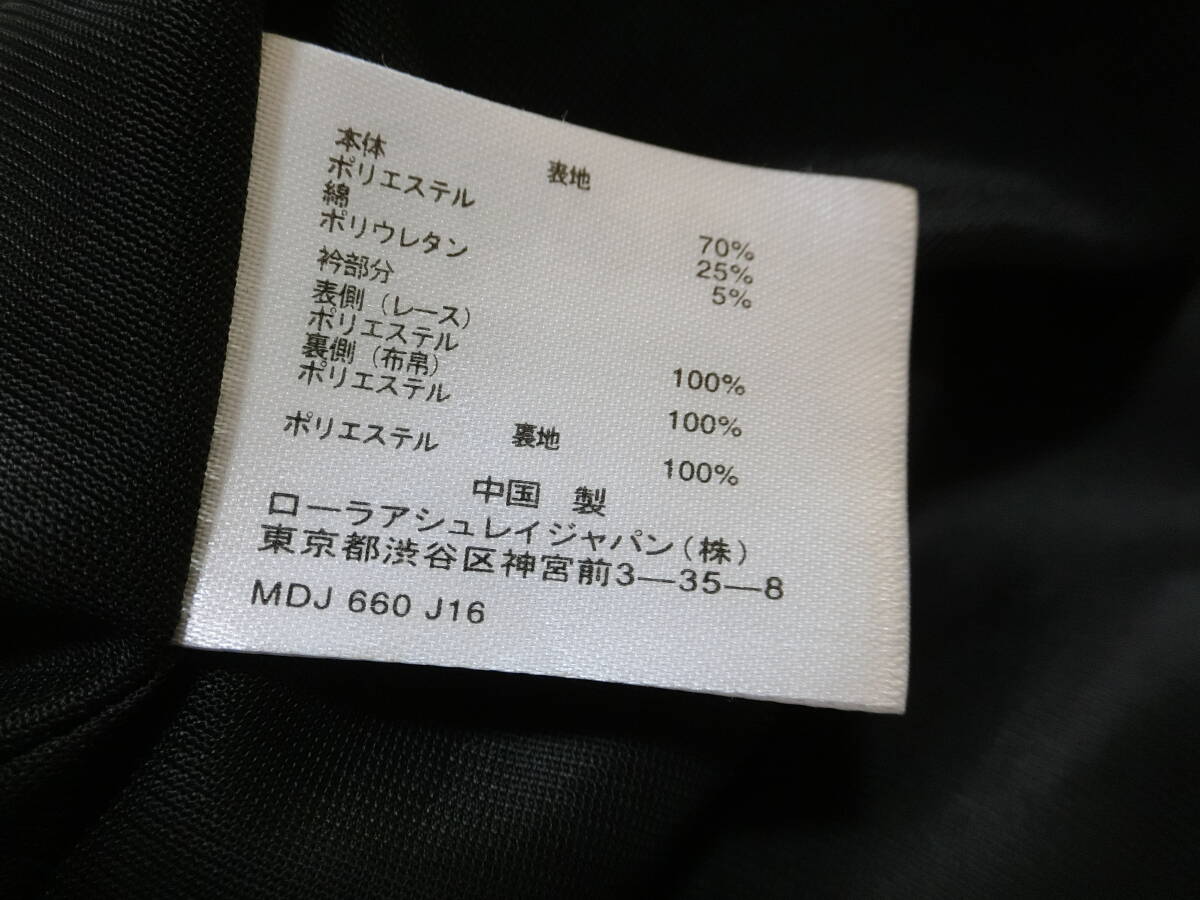 表地
本体
ポリエステル 70%
綿 25%
ポリウレタン 5%
衿部分
表側(レース)
ポリエステル 100%
裏側(布帛)
ポリエステル 100%
裏地
ポリエステル 100%
中国 製
ローラアシュレイジャパン(株)
東京都渋谷区神宮前3—35—8
MDJ 660 J16